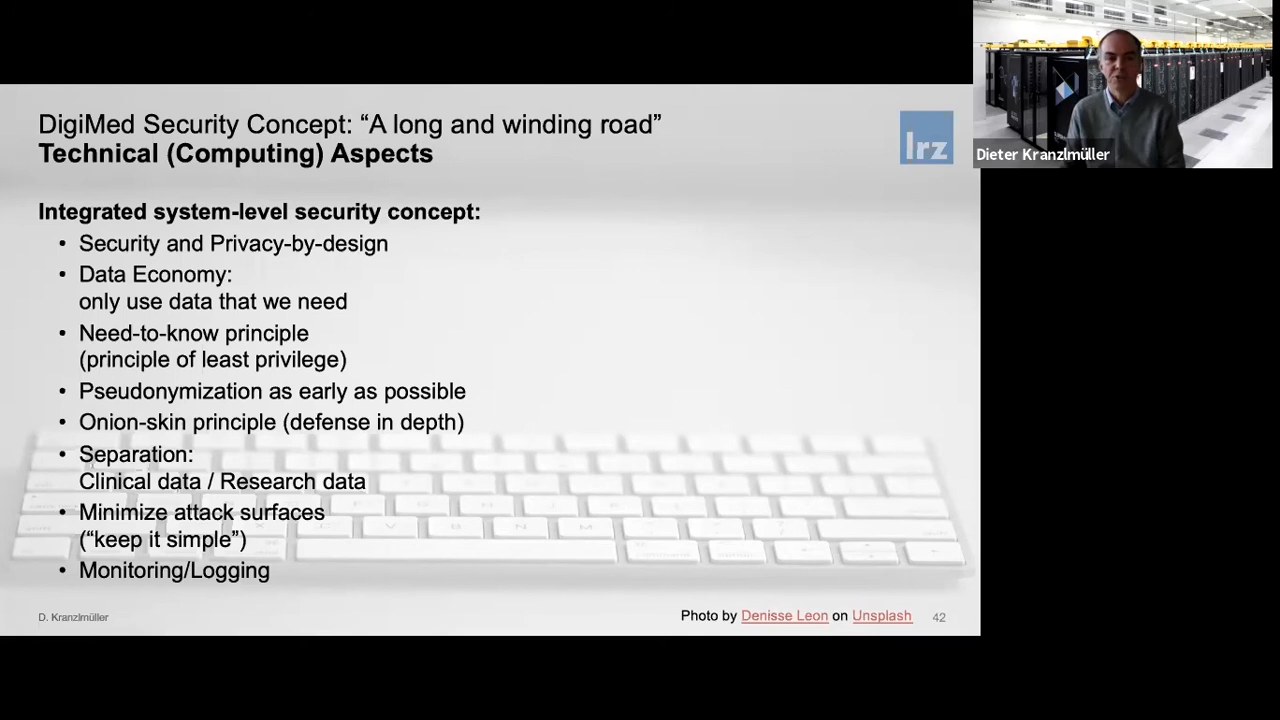 DigiMed Security Concept: “A long and winding road”
Technical (Computing) Aspects
lrz
Dieter Kranzlmüller
Integrated system-level security concept:
• Security and Privacy-by-design
• Data Economy:
only use data that we need
• Need-to-know principle
(principle of least privilege)
• Pseudonymization as early as possible
• Onion-skin principle (defense in depth)
• Separation:
Clinical data / Research data
• Minimize attack surfaces
(“keep it simple”)
• Monitoring/Logging
D. Kranzlmüller
Photo by Denisse Leon on Unsplash
42